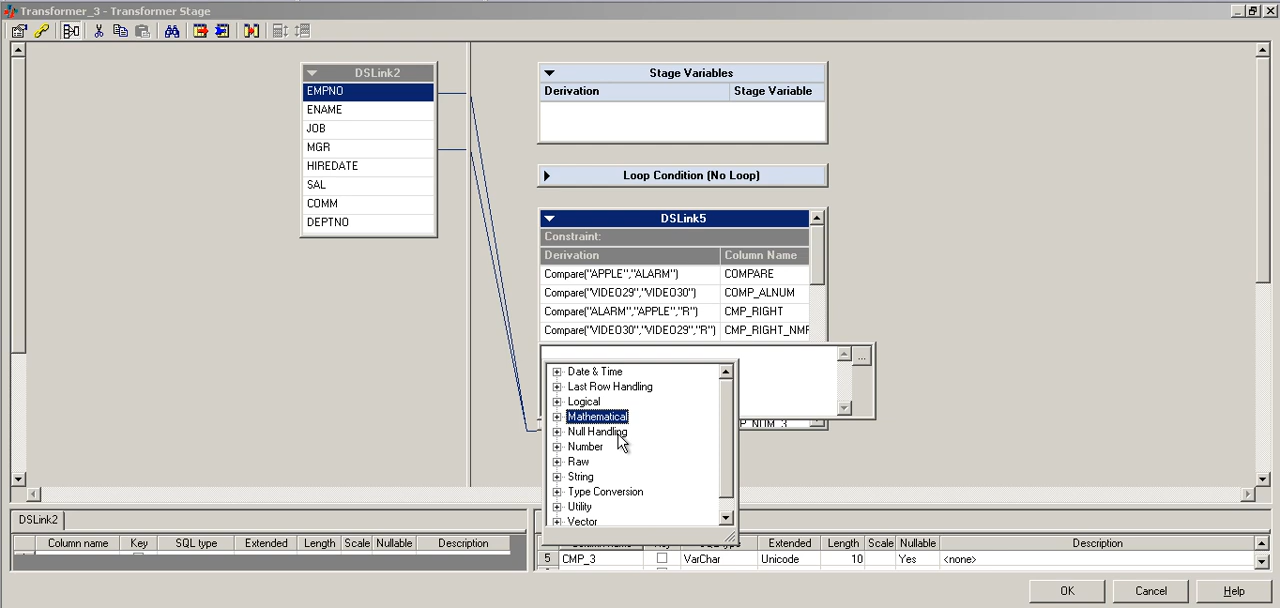 Transformer_3 - Transformer Stage
DSLink2
EMPNO
ENAME
JOB
MGR
HIREDATE
SAL
COMM
DEPTNO
Stage Variables
Derivation Stage Variable
Loop Condition (No Loop)
DSLink5
Constraint:
Derivation Column Name
Compare("APPLE","ALARM") COMPARE
Compare("VIDEO29","VIDEO30") COMP_ALNUM
Compare("ALARM","APPLE","R") CMP_RIGHT
Compare("VIDEO30","VIDEO29","R") CMP_RIGHT_NMF
...
Date & Time
Last Row Handling
Logical
Mathematical
Null Handling
Number
Raw
String
Type Conversion
Utility
Vector
DSLink2
Column name Key SQL type Extended Length Scale Nullable Description
Extended Length Scale Nullable Description
5 CMP_3 VarChar Unicode 10 Yes <none>
OK Cancel Help